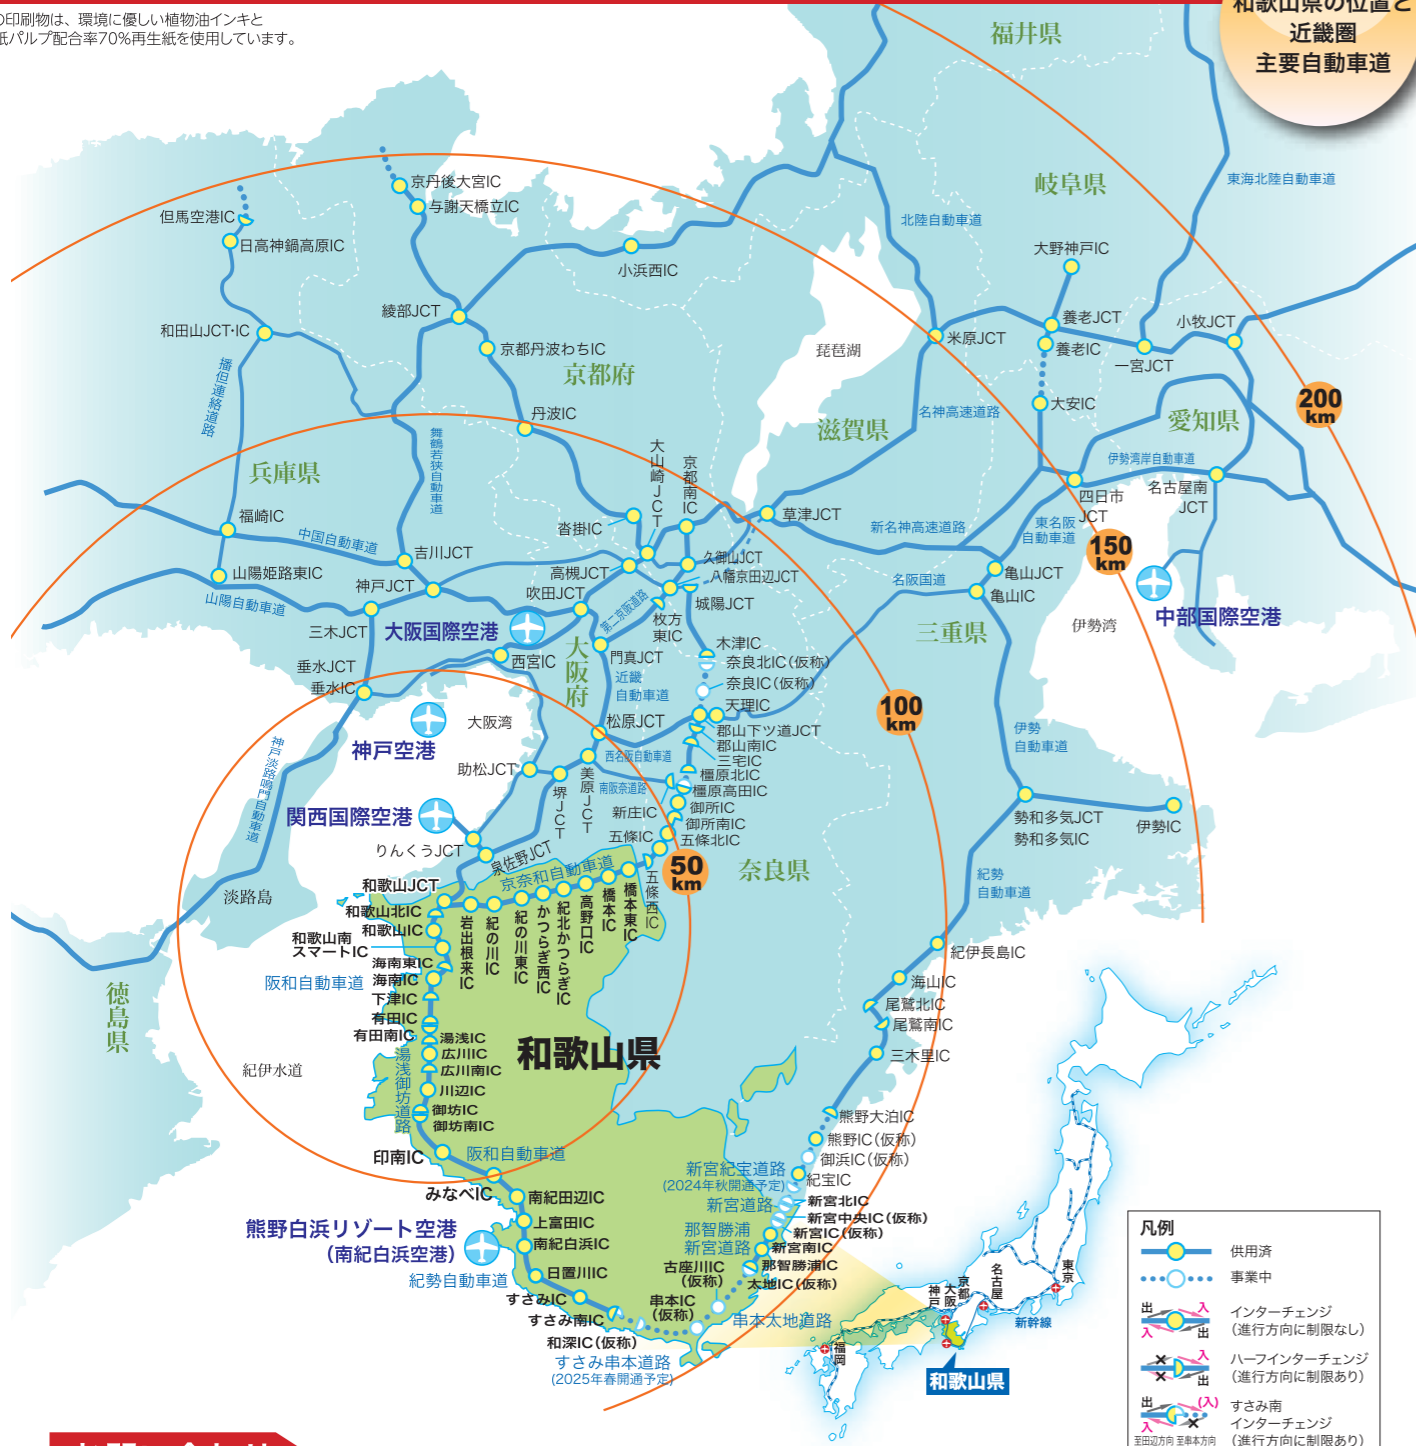 の印刷物は、環境に優しい植物油インキと
紙パルプ配合率70%再生紙を使用しています。
和歌山県の位置と
近畿圏
主要自動車道
福井県
岐阜県
東海北陸自動車道
京丹後大宮IC
与謝天橋立IC
但馬空港IC
日高神鍋高原IC
北陸自動車道
大野神戸IC
小浜西IC
綾部JCT
養老JCT
小牧JCT
和田山JCT・IC
京都丹波わちIC
琵琶湖
米原JCT
養老IC
一宮JCT
播但連絡道路
京都府
200
km
丹波IC
名神高速道路
大安IC
愛知県
滋賀県
舞鶴若狭自動車道
大山崎JCT
京都南IC
伊勢湾岸自動車道
兵庫県
四日市
JCT
名古屋南
JCT
福崎IC
沓掛IC
草津JCT
新名神高速道路
東名阪
自動車道
中国自動車道
吉川JCT
久御山JCT
150
km
山陽姫路東IC
神戸JCT
高槻JCT
八幡京田辺JCT
名阪国道
亀山JCT
亀山IC
山陽自動車道
吹田JCT
城陽JCT
第二京阪道路
三木JCT
大阪国際空港
枚方
東IC
三重県
伊勢湾
中部国際空港
木津IC
垂水JCT
垂水IC
西宮IC
大阪府
門真JCT
奈良北IC(仮称)
近畿
自動車道
奈良IC(仮称)
天理IC
100
km
大阪湾
松原JCT
郡山下ツ道JCT
郡山南IC
三宅IC
伊勢
自動車道
神戸空港
西名阪自動車道
神戸淡路鳴門自動車道
助松JCT
堺JCT
美原JCT
南阪奈道路
橿原北IC
橿原高田IC
関西国際空港
新庄IC
御所IC
御所南IC
勢和多気JCT
勢和多気IC
伊勢IC
りんくうJCT
泉佐野JCT
五條IC
五條北IC
50
km
奈良県
京奈和自動車道
五條西IC
紀勢
自動車道
淡路島
和歌山JCT
和歌山北IC
和歌山IC
和歌山南
スマートIC
岩出根来IC
紀の川IC
紀の川東IC
かつらぎ西IC
紀北かつらぎIC
高野口IC
橋本IC
橋本東IC
紀伊長島IC
海南東IC
海南IC
阪和自動車道
下津IC
海山IC
徳島県
有田IC
有田南IC
尾鷲北IC
尾鷲南IC
湯浅IC
広川IC
広川南IC
和歌山県
三木里IC
紀伊水道
湯浅御坊道路
川辺IC
御坊IC
御坊南IC
熊野大泊IC
熊野IC(仮称)
御浜IC(仮称)
印南IC
阪和自動車道
新宮紀宝道路
(2024年秋開通予定)
紀宝IC
みなべIC
南紀田辺IC
新宮道路
新宮北IC
新宮中央IC(仮称)
新宮IC(仮称)
上富田IC
熊野白浜リゾート空港
(南紀白浜空港)
南紀白浜IC
那智勝浦
新宮道路
新宮南IC
那智勝浦IC
太地IC(仮称)
紀勢自動車道
日置川IC
古座川IC
(仮称)
すさみIC
すさみ南IC
串本IC
(仮称)
串本太地道路
和深IC(仮称)
すさみ串本道路
(2025年春開通予定)
神戸
大阪
京都
名古屋
東京
新幹線
福岡
和歌山県
凡例
供用済
事業中
出
入
入
出
インターチェンジ
(進行方向に制限なし)
入
出
ハーフインターチェンジ
(進行方向に制限あり)
出
(入)
入
すさみ南
インターチェンジ
(進行方向に制限あり)
至田辺方向 至串本方向